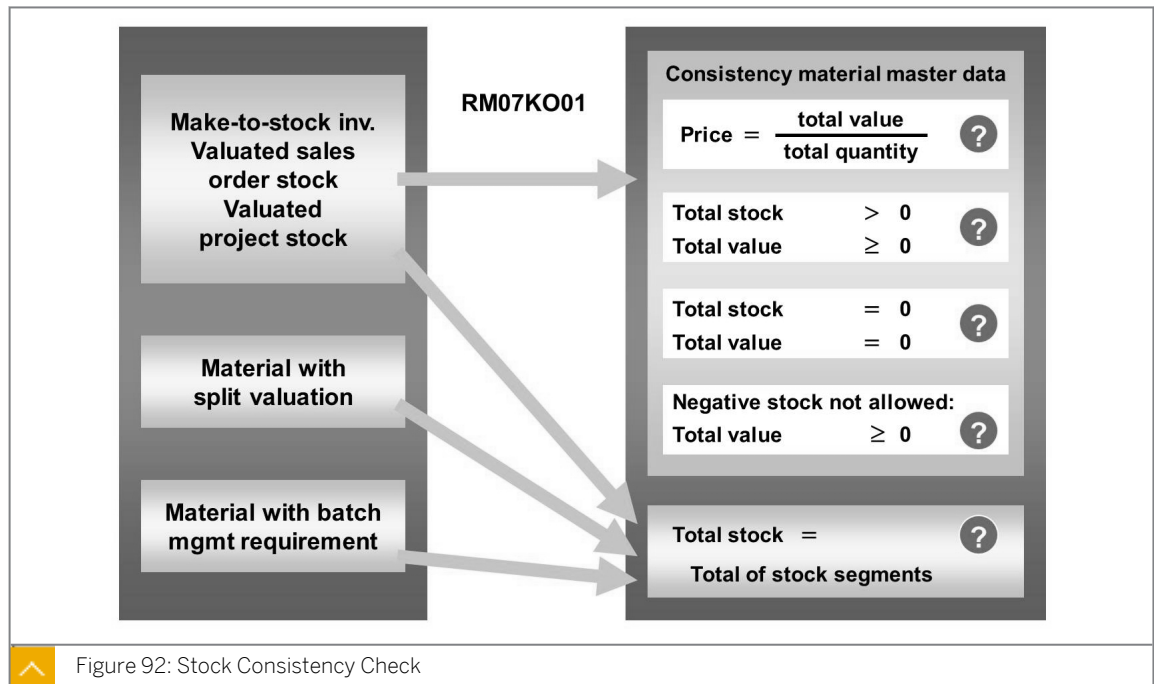 Make-to-stock inv.
Valuated sales
order stock
Valuated
project stock
Material with
split valuation
Material with batch
mgmt requirement
RM07KO01
Consistency material master data
Price = total value
total quantity
?
Total stock > 0
Total value ≥ 0
?
Total stock = 0
Total value = 0
?
Negative stock not allowed:
Total value ≥ 0
?
Total stock =
Total of stock segments
?
Figure 92: Stock Consistency Check